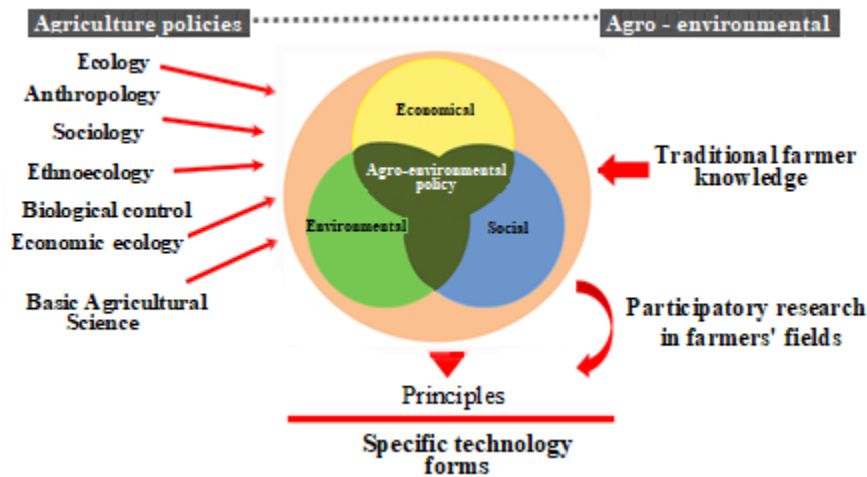 Agriculture policies
Agro - environmental
Ecology
Anthropology
Sociology
Ethnoecology
Biological control
Economic ecology
Basic Agricultural
Science
Economical
Agro-environmental
policy
Environmental
Social
Traditional farmer
knowledge
Participatory research
in farmers' fields
Principles
Specific technology
forms